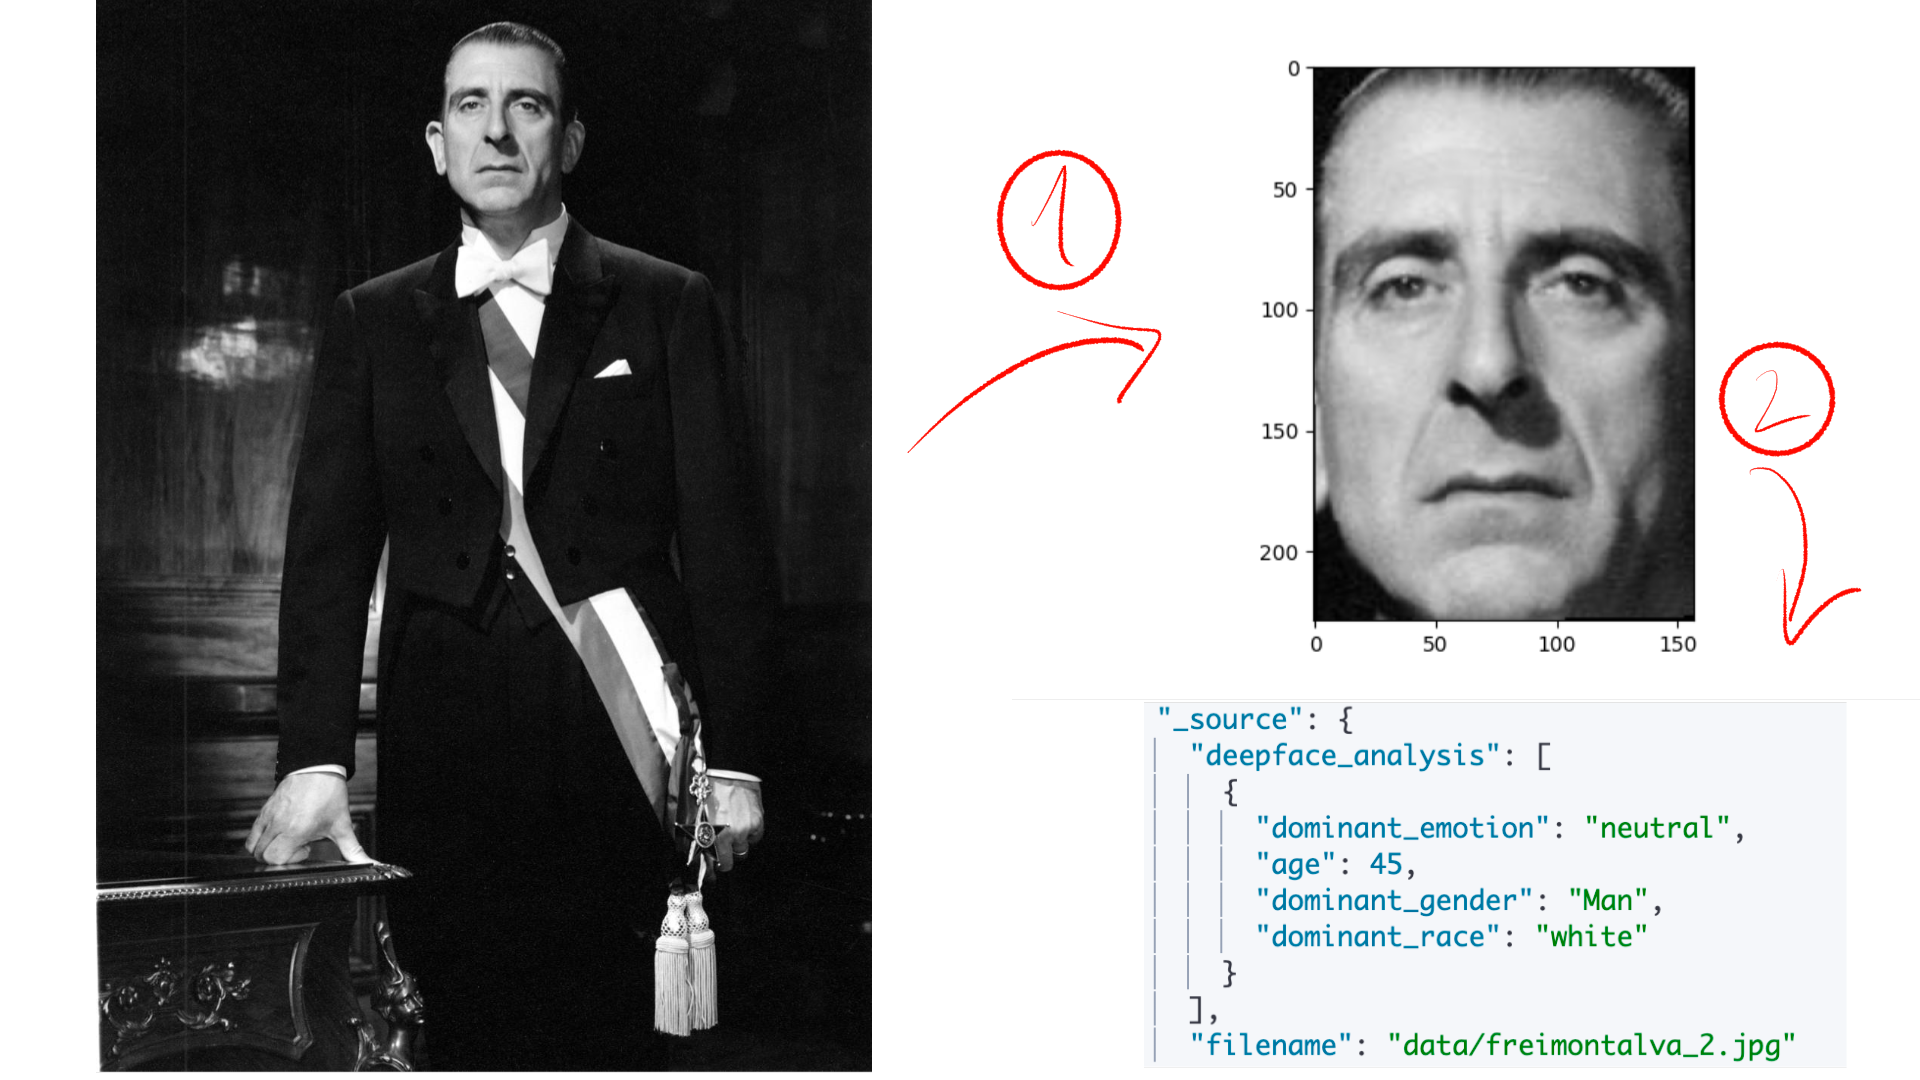 1
0
50
100
150
200
0 50 100 150
2
"_source": {
"deepface_analysis": [
{
"dominant_emotion": "neutral",
"age": 45,
"dominant_gender": "Man",
"dominant_race": "white"
}
],
"filename": "data/freimontalva_2.jpg"